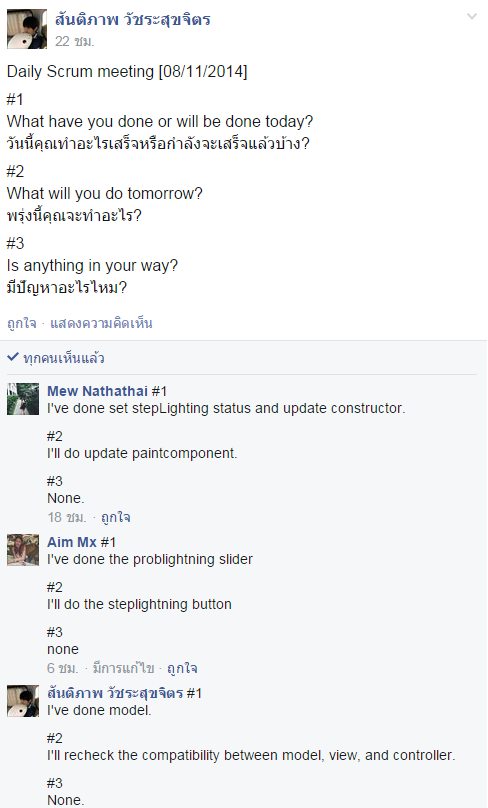 สันติภาพ วัชระสุขจิตร
22 ชม.
Daily Scrum meeting [08/11/2014]
#1
What have you done or will be done today?
วันนี้คุณทำอะไรเสร็จหรือกำลังจะเสร็จแล้วบ้าง?
#2
What will you do tomorrow?
พรุ่งนี้คุณจะทำอะไร?
#3
Is anything in your way?
มีปัญหาอะไรไหม?
ถูกใจ · แสดงความคิดเห็น
ทุกคนเห็นแล้ว
Mew Nathathai #1
I've done set stepLighting status and update constructor.
#2
I'll do update paintcomponent.
#3
None.
18 ชม. · ถูกใจ
Aim Mx #1
I've done the problightning slider
#2
I'll do the steplightning button
#3
none
6 ชม. · มีการแก้ไข · ถูกใจ
สันติภาพ วัชระสุขจิตร #1
I've done model.
#2
I'll recheck the compatibility between model, view, and controller.
#3
None.